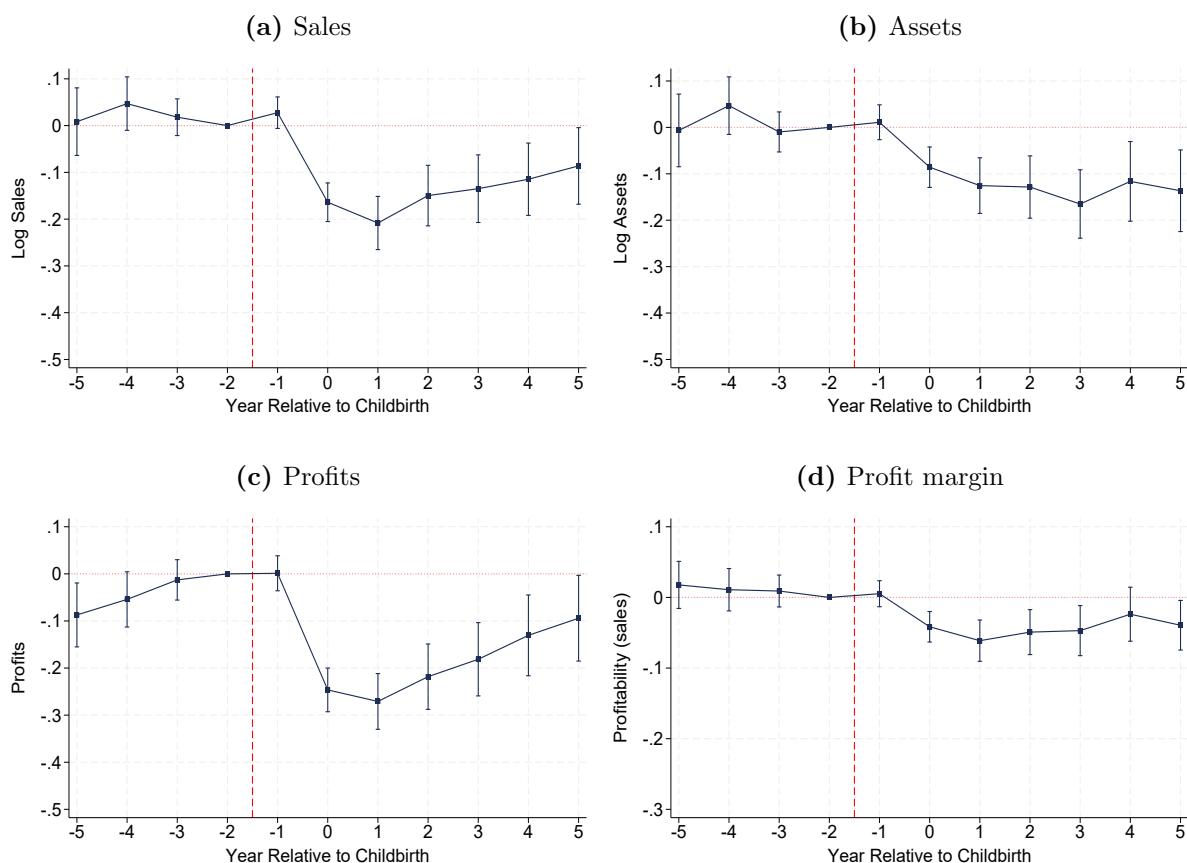 (a) Sales
.1
0
-.1
-.2
-.3
-.4
-.5
Log Sales
-5 -4 -3 -2 -1 0 1 2 3 4 5
Year Relative to Childbirth
(b) Assets
.1
0
-.1
-.2
-.3
-.4
-.5
Log Assets
-5 -4 -3 -2 -1 0 1 2 3 4 5
Year Relative to Childbirth
(c) Profits
.1
0
-.1
-.2
-.3
-.4
-.5
Profits
-5 -4 -3 -2 -1 0 1 2 3 4 5
Year Relative to Childbirth
(d) Profit margin
.1
0
-.1
-.2
-.3
Profitability (sales)
-5 -4 -3 -2 -1 0 1 2 3 4 5
Year Relative to Childbirth